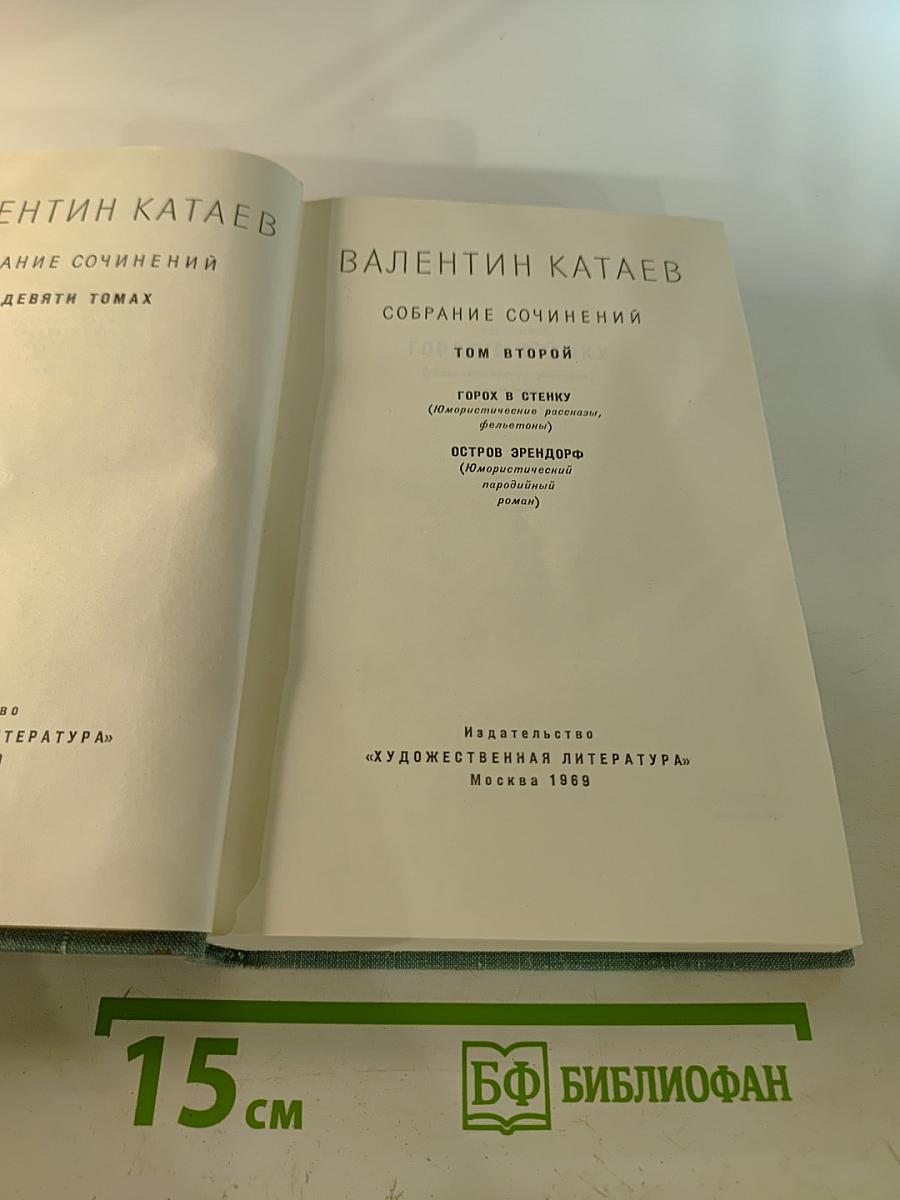 ЕНТИН КАТАЕВ
АНИЕ СОЧИНЕНИЙ
ДЕВЯТИ ТОМАХ
ВО
ТЕРАТУРА»
ВАЛЕНТИН КАТАЕВ
СОБРАНИЕ СОЧИНЕНИЙ
ТОМ ВТОРОЙ
ГОРОХ В СТЕНКУ
(Юмористические рассказы,
фельетоны)
ОСТРОВ ЭРЕНДОРФ
(Юмористический
пародийный
роман)
Издательство
«ХУДОЖЕСТВЕННАЯ ЛИТЕРАТУРА»
Москва 1969
15 см
БФ БИБЛИОФАН